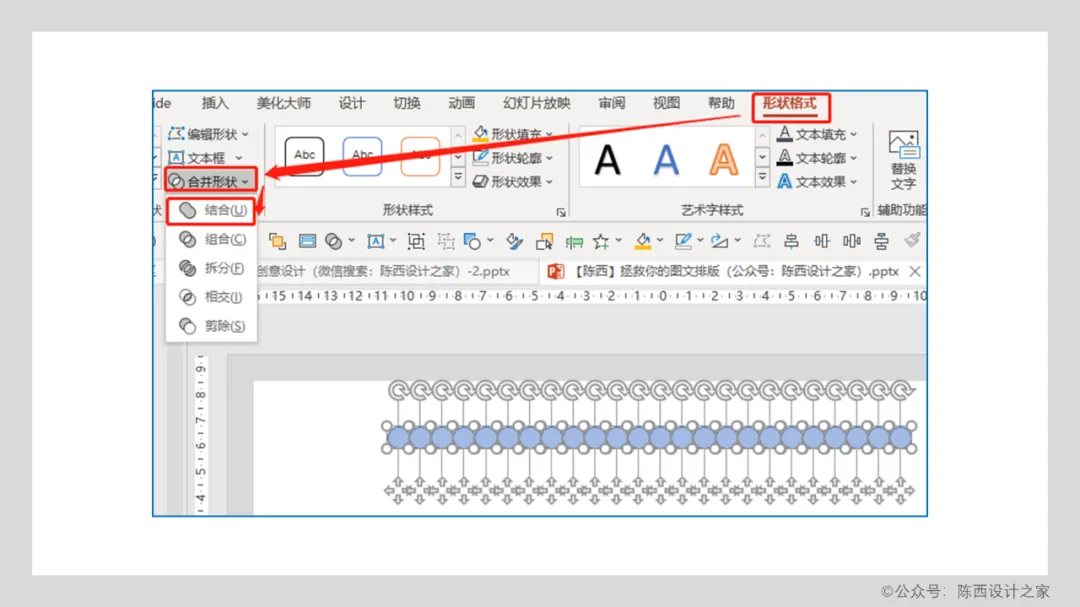 ide 插入 美化大师 设计 切换 动画 幻灯片放映 审阅 视图 帮助 形状格式
编辑形状
文本框
合并形状
Abc Abc
形状填充
形状轮廓
形状效果
形状样式
A A A
文本填充
文本轮廓
文本效果
艺术字样式
替换
文字
辅助功能
结合(U)
组合(C)
拆分(F)
相交(I)
剪除(S)
创意设计(微信搜索:陈西设计之家)-2.pptx
【陈西】拯救你的图文排版(公众号:陈西设计之家).pptx
15 14 13 12 11 10 9 8 7 6 5 4 3 2 1 0 1 2 3 4 5 6 7 8 9 10
9
8
7
6
5
4
©公众号:陈西设计之家